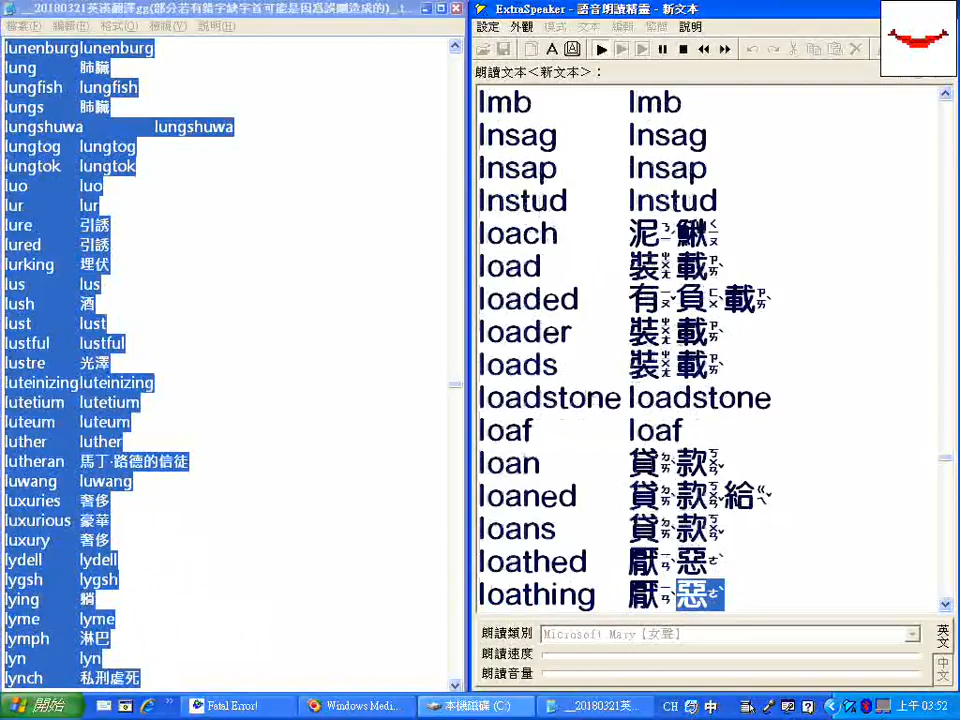 __20180321英漢翻譯gg(部分若有錯字缺字首可能是因為誤刪造成的)_t
檔案(F) 編輯(E) 格式(O) 檢視(V) 說明(H)
lunenburg lunenburg
lung 肺臟
lungfish lungfish
lungs 肺臟
lungshuwa lungshuwa
lungtog lungtog
lungtok lungtok
luo luo
lur lur
lure 引誘
lured 引誘
lurking 埋伏
lus lus
lush 酒
lust lust
lustful lustful
lustre 光澤
luteinizing luteinizing
lutetium lutetium
luteum luteum
luther luther
lutheran 馬丁·路德的信徒
luwang luwang
luxuries 奢侈
luxurious 豪華
luxury 奢侈
lydell lydell
lygsh lygsh
lying 躺
lyme lyme
lymph 淋巴
lyn lyn
lynch 私刑處死
ExtraSpeaker - 語音朗讀精靈 - 新文本
設定 外觀 模式 文本 編輯 繁簡 說明
朗讀文本<新文本>：
lmb lmb
lnsag lnsag
lnsap lnsap
lnstud lnstud
loach 泥鰍
load 裝載
loaded 有負載
loader 裝載
loads 裝載
loadstone loadstone
loaf loaf
loan 貸款
loaned 貸款給
loans 貸款
loathed 厭惡
loathing 厭惡
朗讀類別 Microsoft Mary【女聲】
朗讀速度
朗讀音量
英文
中文
開始 Fatal Error! Windows Medi... 本機磁碟 (C:) __20180321英... CH 中 上午 03:52